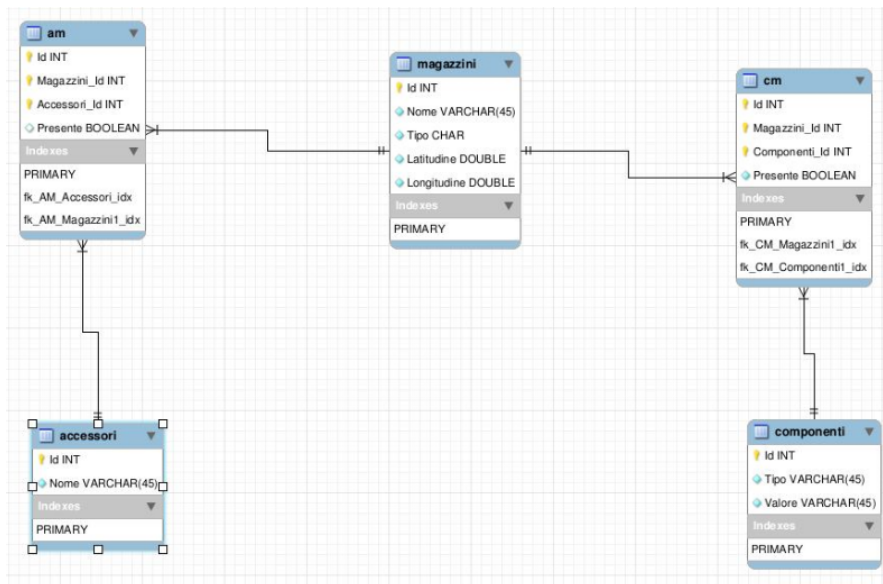 am
Id INT
Magazzini_Id INT
Accessori_Id INT
Presente BOOLEAN
Indexes
PRIMARY
fk_AM_Accessori_idx
fk_AM_Magazzini1_idx
magazzini
Id INT
Nome VARCHAR(45)
Tipo CHAR
Latitudine DOUBLE
Longitudine DOUBLE
Indexes
PRIMARY
cm
Id INT
Magazzini_Id INT
Componenti_Id INT
Presente BOOLEAN
Indexes
PRIMARY
fk_CM_Magazzini1_idx
fk_CM_Componenti1_idx
accessori
Id INT
Nome VARCHAR(45)
Indexes
PRIMARY
componenti
Id INT
Tipo VARCHAR(45)
Valore VARCHAR(45)
Indexes
PRIMARY